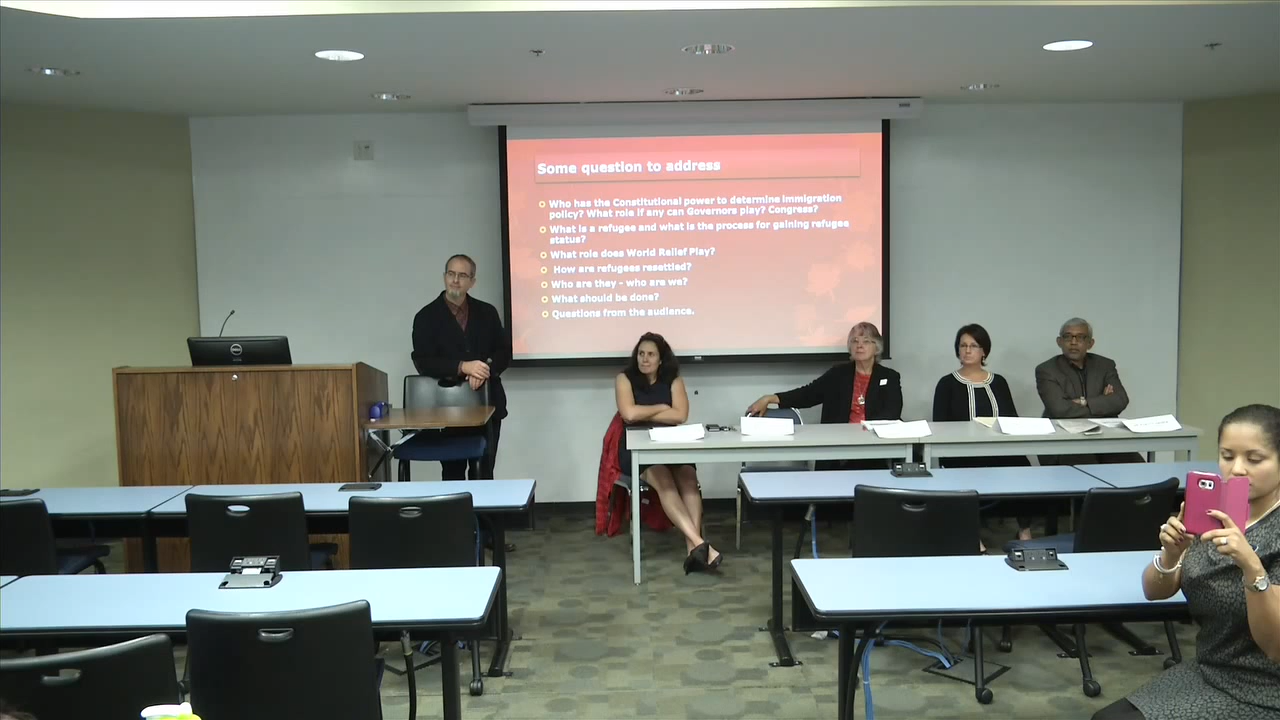 Some question to address
Who has the Constitutional power to determine immigration
policy? What role if any can Governors play? Congress?
What is a refugee and what is the process for gaining refugee
status?
What role does World Relief Play?
How are refugees resettled?
Who are they - who are we?
What should be done?
Questions from the audience.
DELL